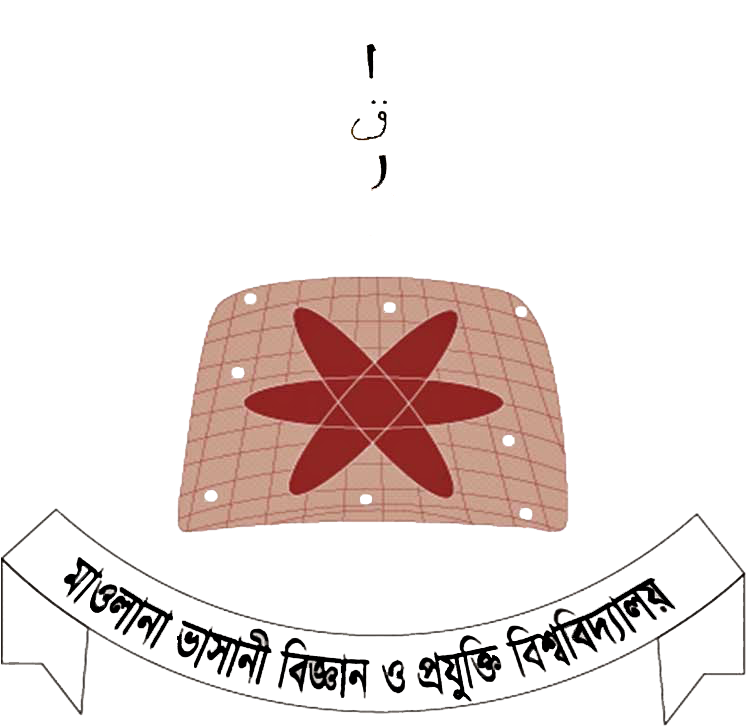 ا
ق
ر
মাওলানা ভাসানী বিজ্ঞান ও প্রযুক্তি বিশ্ববিদ্যালয়